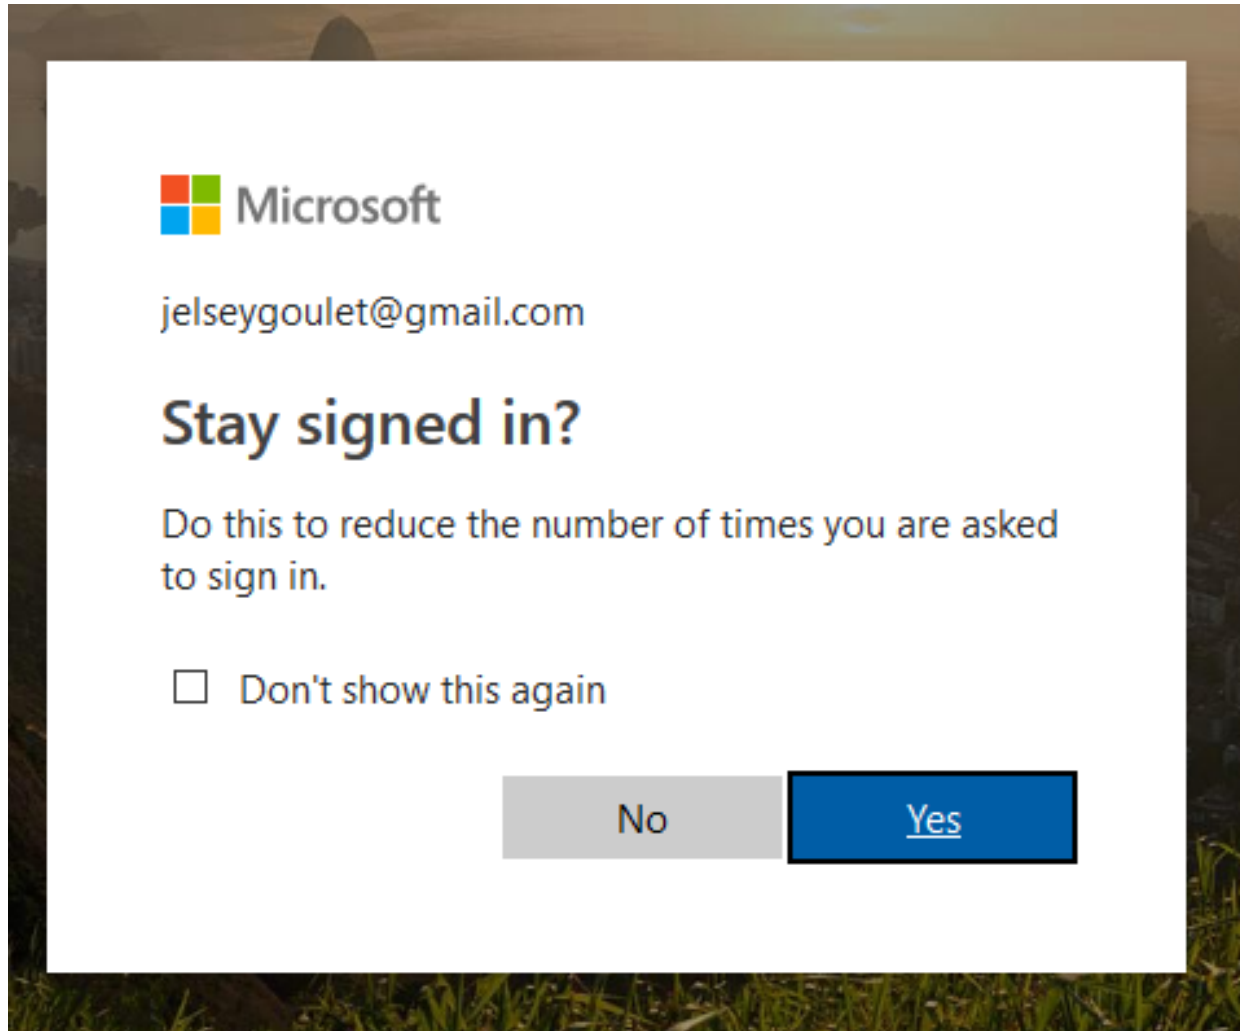 Microsoft
jelseygoulet@gmail.com
Stay signed in?
Do this to reduce the number of times you are asked
to sign in.
Don't show this again
No
Yes